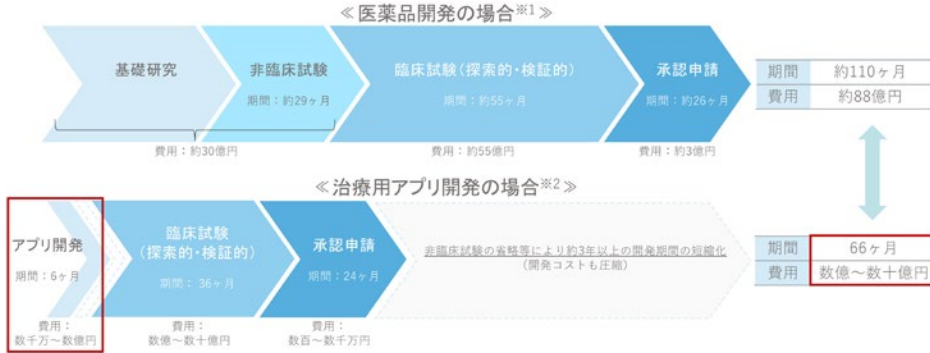 ≪医薬品開発の場合※1≫
基礎研究
非臨床試験
期間：約29ヶ月
臨床試験（探索的・検証的）
期間：約55ヶ月
承認申請
期間：約26ヶ月
期間 約110ヶ月
費用 約88億円
費用：約30億円
費用：約55億円
費用：約3億円
≪治療用アプリ開発の場合※2≫
アプリ開発
期間：6ヶ月
臨床試験
（探索的・検証的）
期間： 36ヶ月
承認申請
期間：24ヶ月
非臨床試験の省略等により約3年以上の開発期間の短縮化
（開発コストも圧縮）
期間 66ヶ月
費用 数億～数十億円
費用：
数千万～数億円
費用：
数億～数十億円
費用：
数百～数千万円